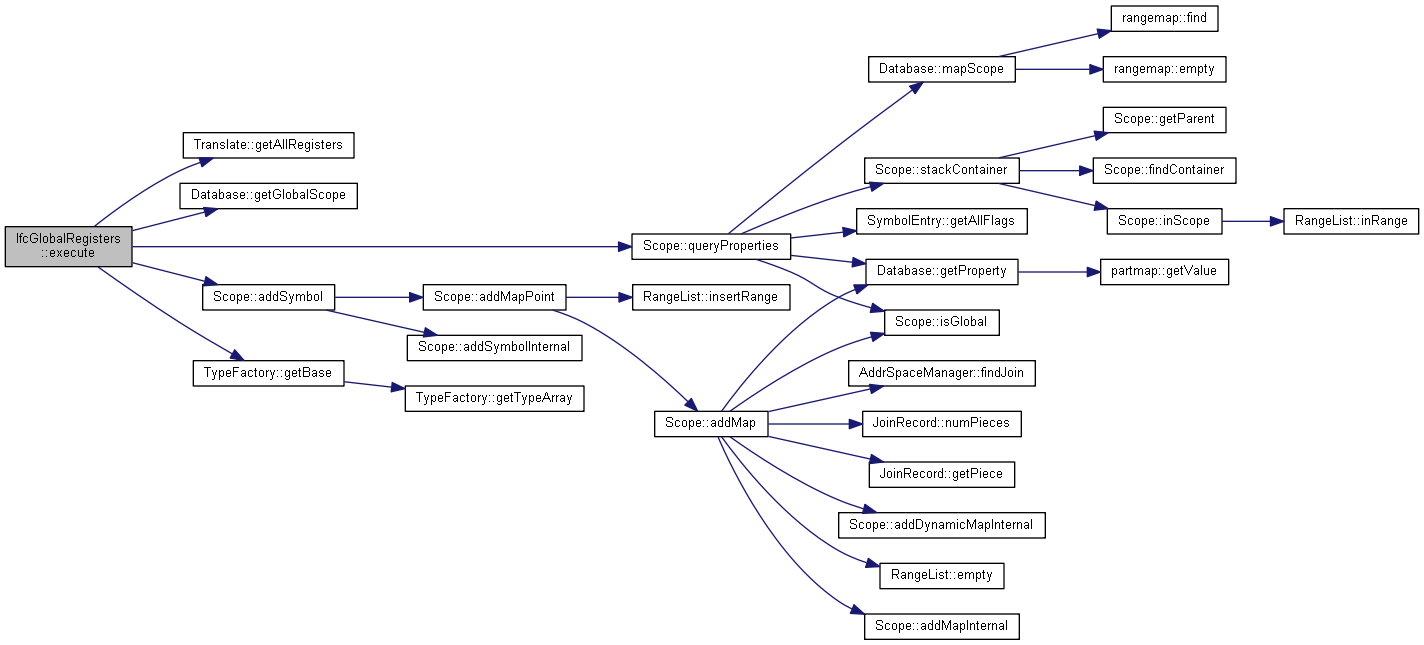 IfcGlobalRegisters
::execute
Translate::getAllRegisters
Database::getGlobalScope
Scope::queryProperties
Scope::addSymbol
TypeFactory::getBase
Scope::addMapPoint
Scope::addSymbolInternal
TypeFactory::getTypeArray
RangeList::insertRange
Scope::addMap
Database::mapScope
Scope::stackContainer
SymbolEntry::getAllFlags
Database::getProperty
Scope::isGlobal
AddrSpaceManager::findJoin
JoinRecord::numPieces
JoinRecord::getPiece
Scope::addDynamicMapInternal
RangeList::empty
Scope::addMapInternal
rangemap::find
rangemap::empty
Scope::getParent
Scope::findContainer
Scope::inScope
partmap::getValue
RangeList::inRange